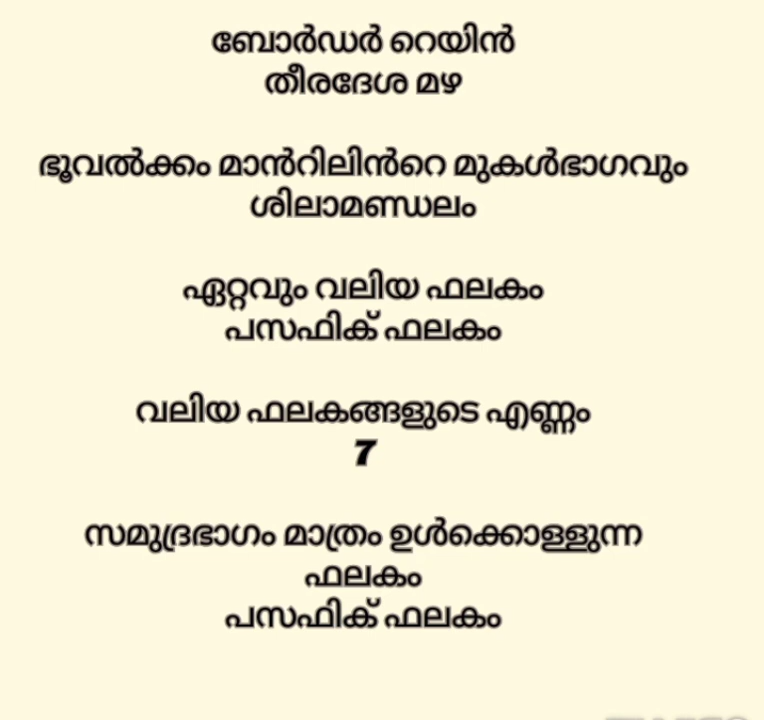 ബോർഡർ റെയിൻ
തീരദേശ മഴ
ഭൂവൽക്കം മാൻറിലിൻറെ മുകൾഭാഗവും
ശിലാമണ്ഡലം
ഏറ്റവും വലിയ ഫലകം
പസഫിക് ഫലകം
വലിയ ഫലകങ്ങളുടെ എണ്ണം
7
സമുദ്രഭാഗം മാത്രം ഉൾക്കൊള്ളുന്ന
ഫലകം
പസഫിക് ഫലകം